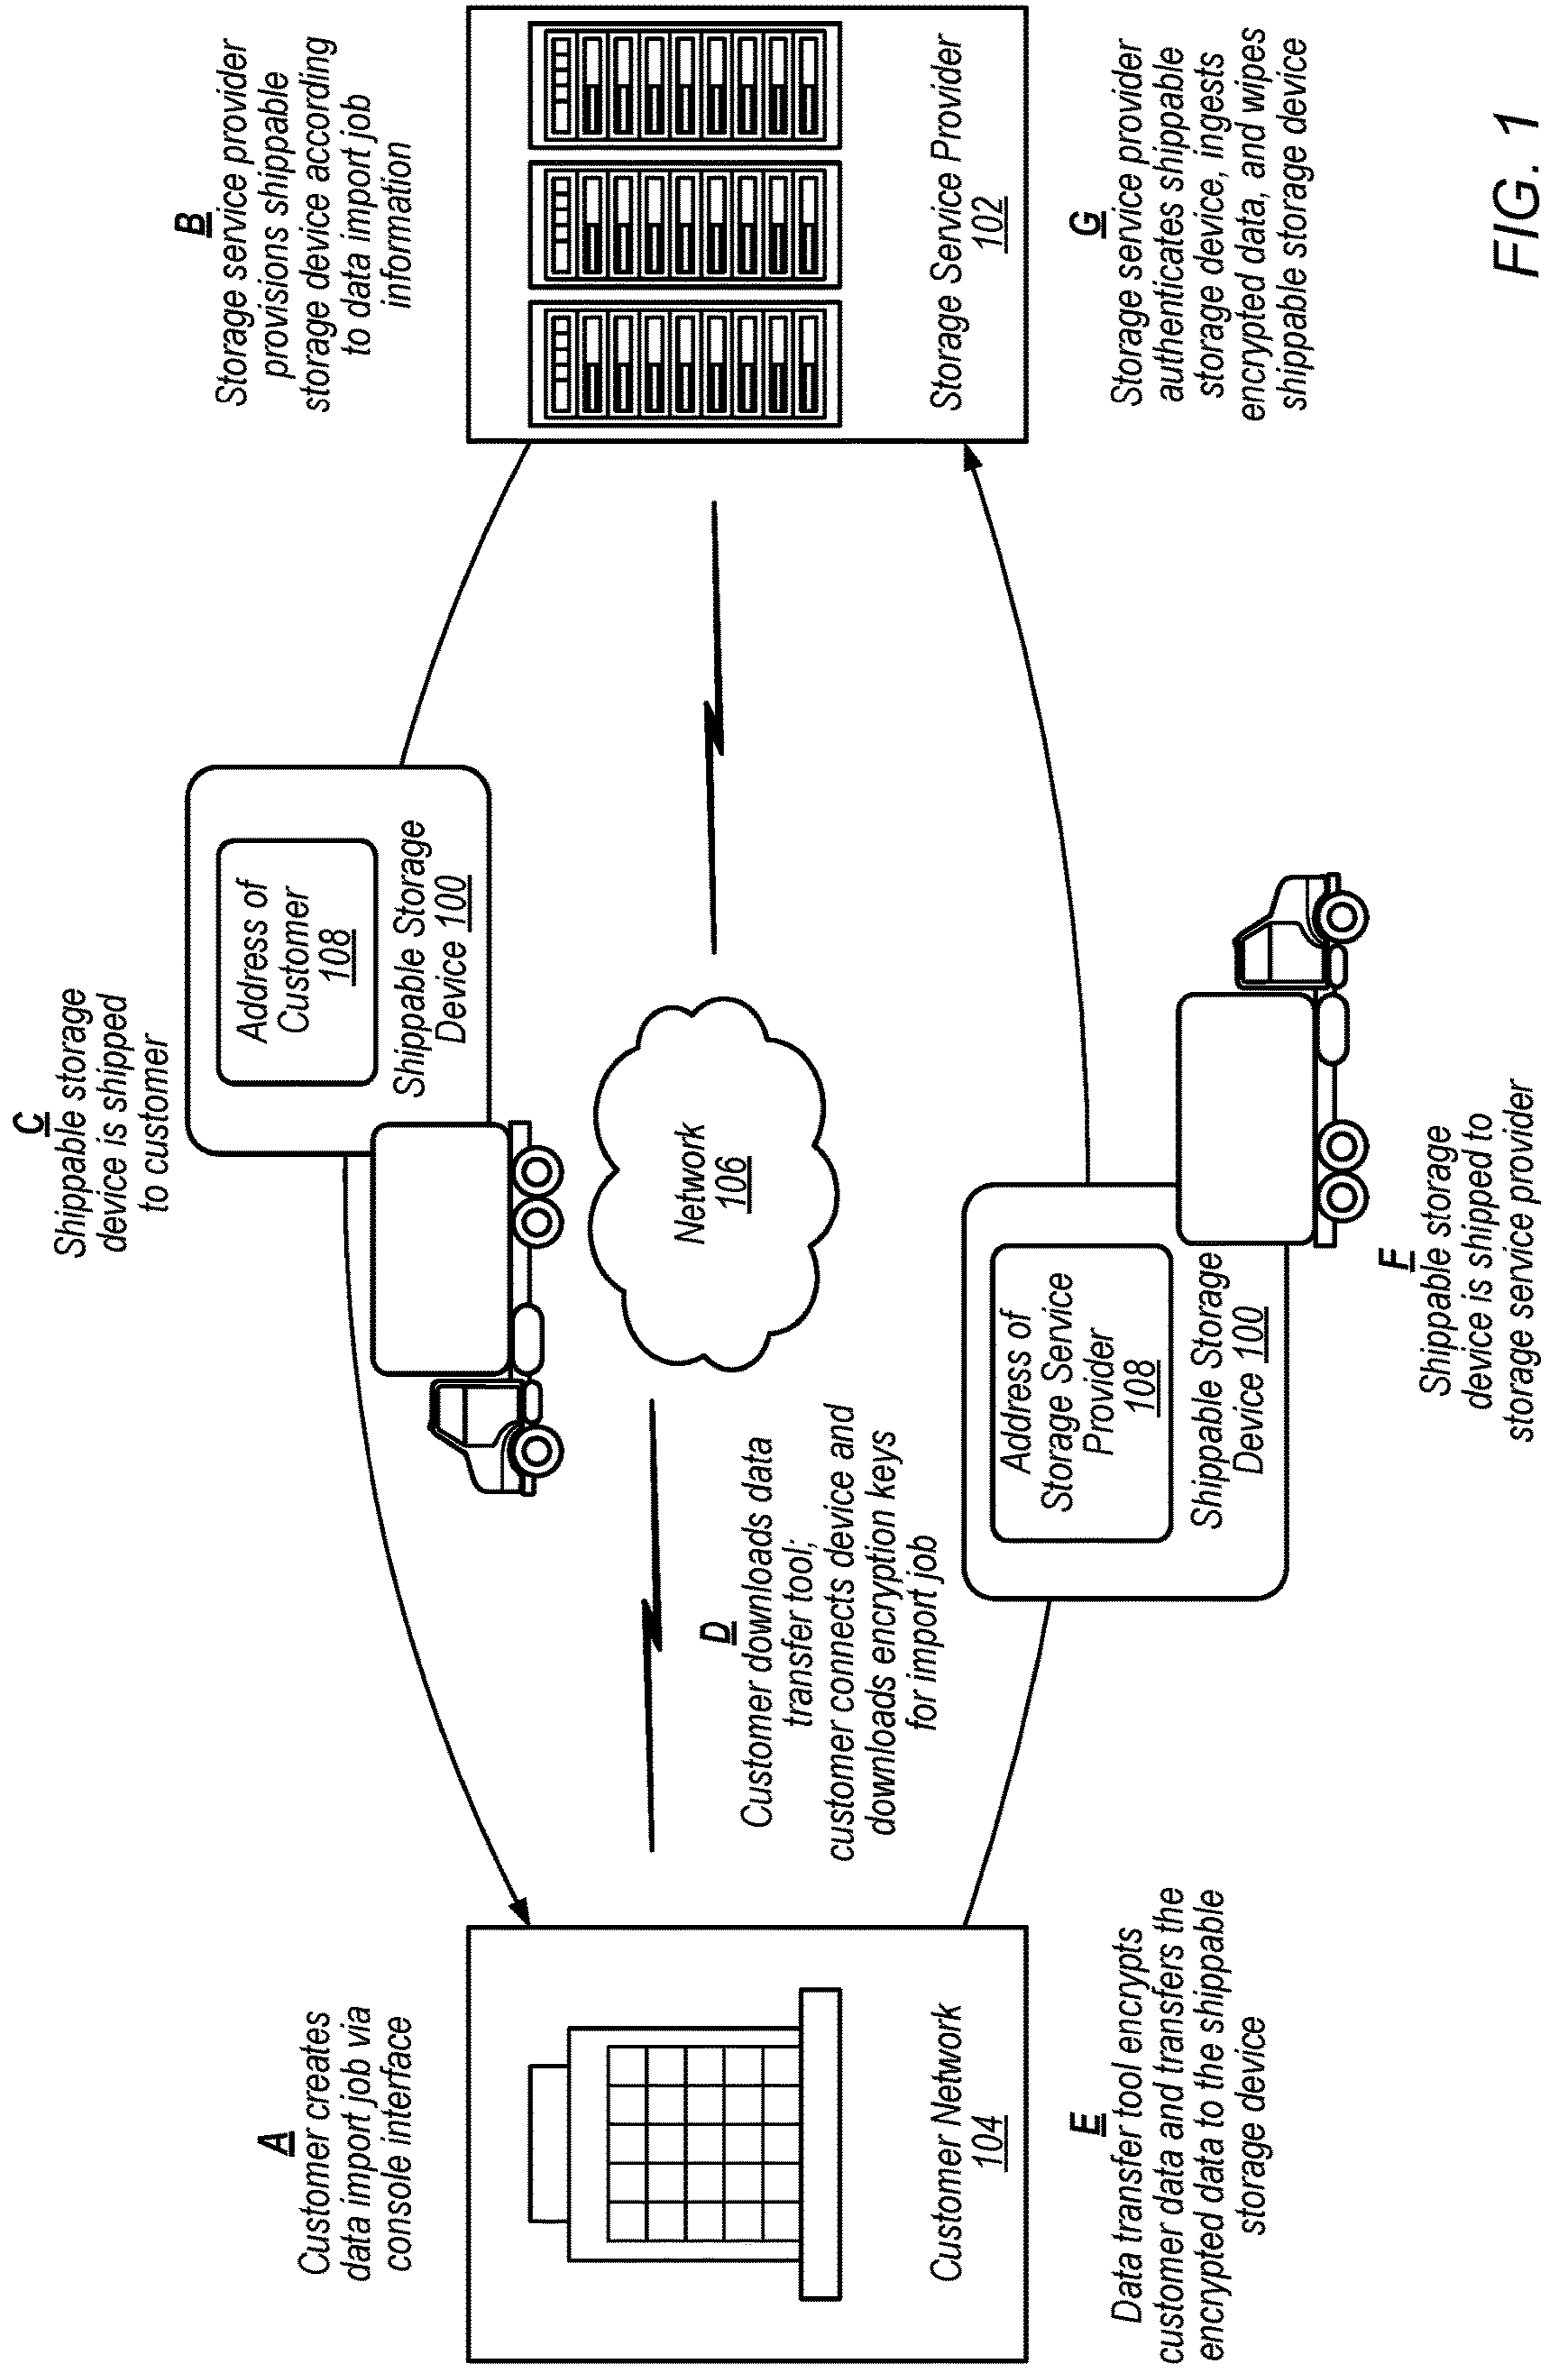 A
Customer creates
data import job via
console interface
C
Shippable storage
device is shipped
to customer
B
Storage service provider
provisions shippable
storage device according
to data import job
information
Address of
Customer
108
Shippable Storage
Device 100
Network
106
Customer Network
104
D
Customer downloads data
transfer tool;
customer connects device and
downloads encryption keys
for import job
Storage Service Provider
102
Address of
Storage Service
Provider
108
Shippable Storage
Device 100
E
Data transfer tool encrypts
customer data and transfers the
encrypted data to the shippable
storage device
F
Shippable storage
device is shipped to
storage service provider
G
Storage service provider
authenticates shippable
storage device, ingests
encrypted data, and wipes
shippable storage device
FIG. 1